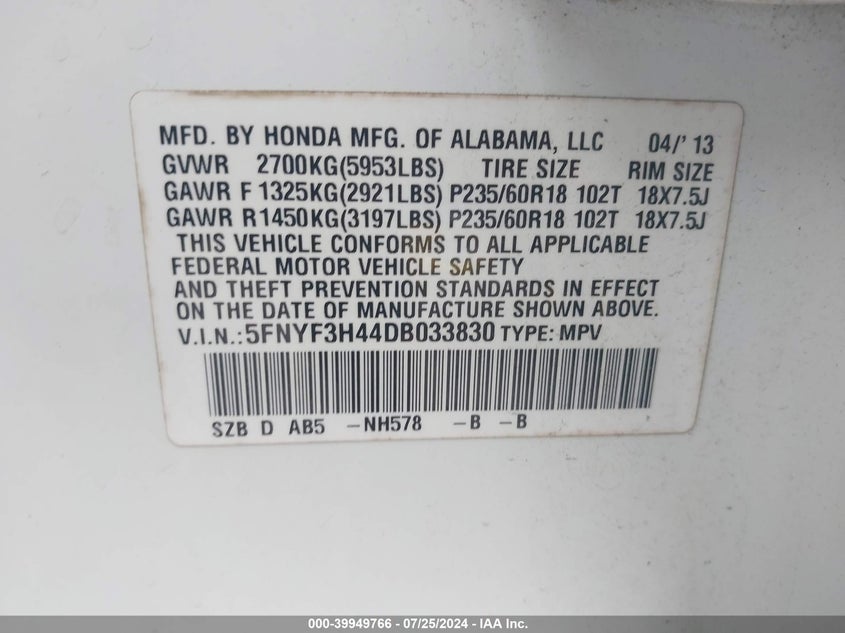 MFD. BY HONDA MFG. OF ALABAMA, LLC 04/' 13
GVWR 2700KG(5953LBS) TIRE SIZE RIM SIZE
GAWR F 1325KG(2921LBS) P235/60R18 102T 18X7.5J
GAWR R1450KG(3197LBS) P235/60R18 102T 18X7.5J
THIS VEHICLE CONFORMS TO ALL APPLICABLE
FEDERAL MOTOR VEHICLE SAFETY
AND THEFT PREVENTION STANDARDS IN EFFECT
ON THE DATE OF MANUFACTURE SHOWN ABOVE.
V.I.N.:5FNYF3H44DB033830 TYPE: MPV
SZB D AB5 -NH578 -B -B
000-39949766 - 07/25/2024 - IAA Inc.